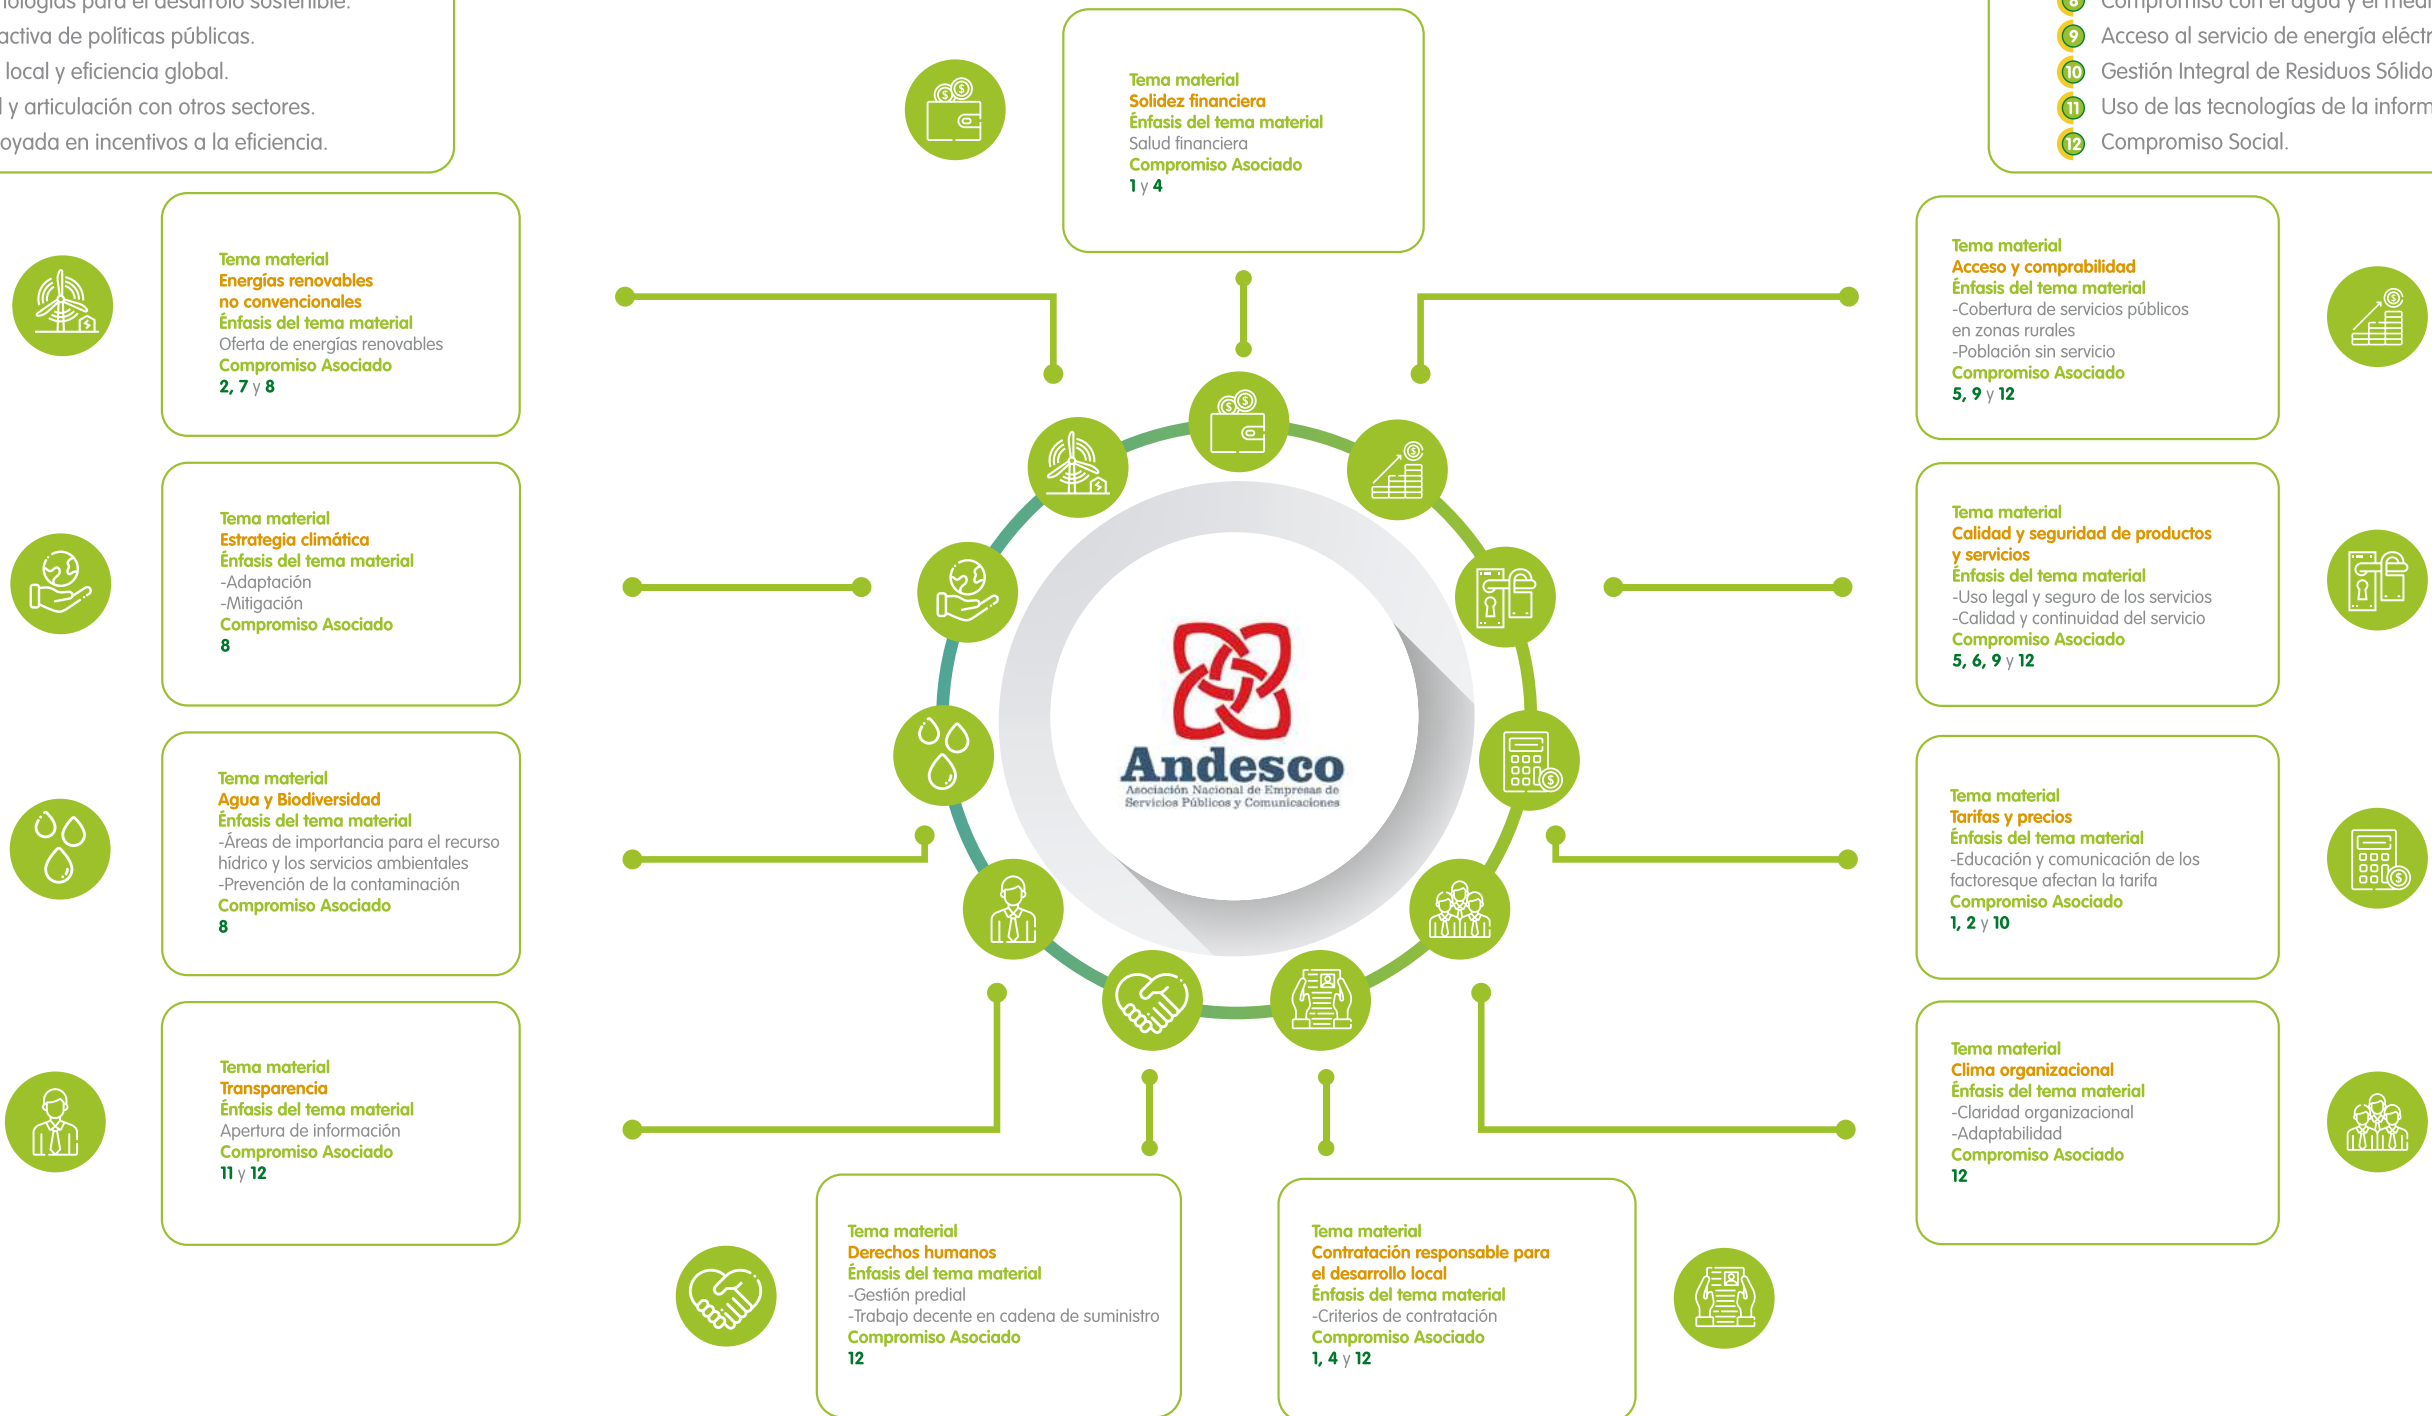 para el desarrolo sostenible.
activa de políticas públicas.
local y eficiencia global.
y articulación con otros sectores.
en incentivos a la eficiencia.
8 Compromiso con el agua y el
9 Acceso al servicio de energía
10 Gestión Integral de Residuos
11 Uso de las tecnologías de la
12 Compromiso Social.
Tema material
Solidez financiera
Énfasis del tema material
Salud financiera
Compromiso Asociado
1 y 4
Tema material
Energías renovables
no convencionales
Énfasis del tema material
Oferta de energías renovables
Compromiso Asociado
2, 7 y 8
Tema material
Estrategia climática
Énfasis del tema material
-Adaptación
-Mitigación
Compromiso Asociado
8
Tema material
Agua y Biodiversidad
Énfasis del tema material
-Áreas de importancia para el recurso
hídrico y los servicios ambientales
-Prevención de la contaminación
Compromiso Asociado
8
Tema material
Transparencia
Énfasis del tema material
Apertura de información
Compromiso Asociado
11 y 12
Andesco
Asociación Nacional de Empresas de
Servicios Públicos y Comunicaciones
Tema material
Acceso y comprabilidad
Énfasis del tema material
-Cobertura de servicios públicos
en zonas rurales
-Población sin servicio
Compromiso Asociado
5, 9 y 12
Tema material
Calidad y seguridad de productos
y servicios
Énfasis del tema material
-Uso legal y seguro de los servicios
-Calidad y continuidad del servicio
Compromiso Asociado
5, 6, 9 y 12
Tema material
Tarifas y precios
Énfasis del tema material
-Educación y comunicación de los
factoresque afectan la tarifa
Compromiso Asociado
1, 2 y 10
Tema material
Clima organizacional
Énfasis del tema material
-Claridad organizacional
-Adaptabilidad
Compromiso Asociado
12
Tema material
Derechos humanos
Énfasis del tema material
-Gestión predial
-Trabajo decente en cadena de suministro
Compromiso Asociado
12
Tema material
Contratación responsable para
el desarrollo local
Énfasis del tema material
-Criterios de contratación
Compromiso Asociado
1, 4 y 12